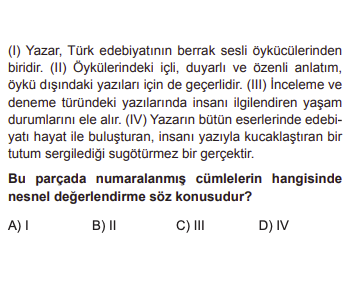 (I) Yazar, Türk edebiyatının berrak sesli öykücülerinden
biridir. (II) Öykülerindeki içli, duyarlı ve özenli anlatım,
öykü dışındaki yazıları için de geçerlidir. (III) İnceleme ve
deneme türündeki yazılarında insanı ilgilendiren yaşam
durumlarını ele alır. (IV) Yazarın bütün eserlerinde edebi-
yatı hayat ile buluşturan, insanı yazıyla kucaklaştıran bir
tutum sergilediği sugötürmez bir gerçektir.
Bu parçada numaralanmış cümlelerin hangisinde
nesnel değerlendirme söz konusudur?
A) I B) II C) III D) IV